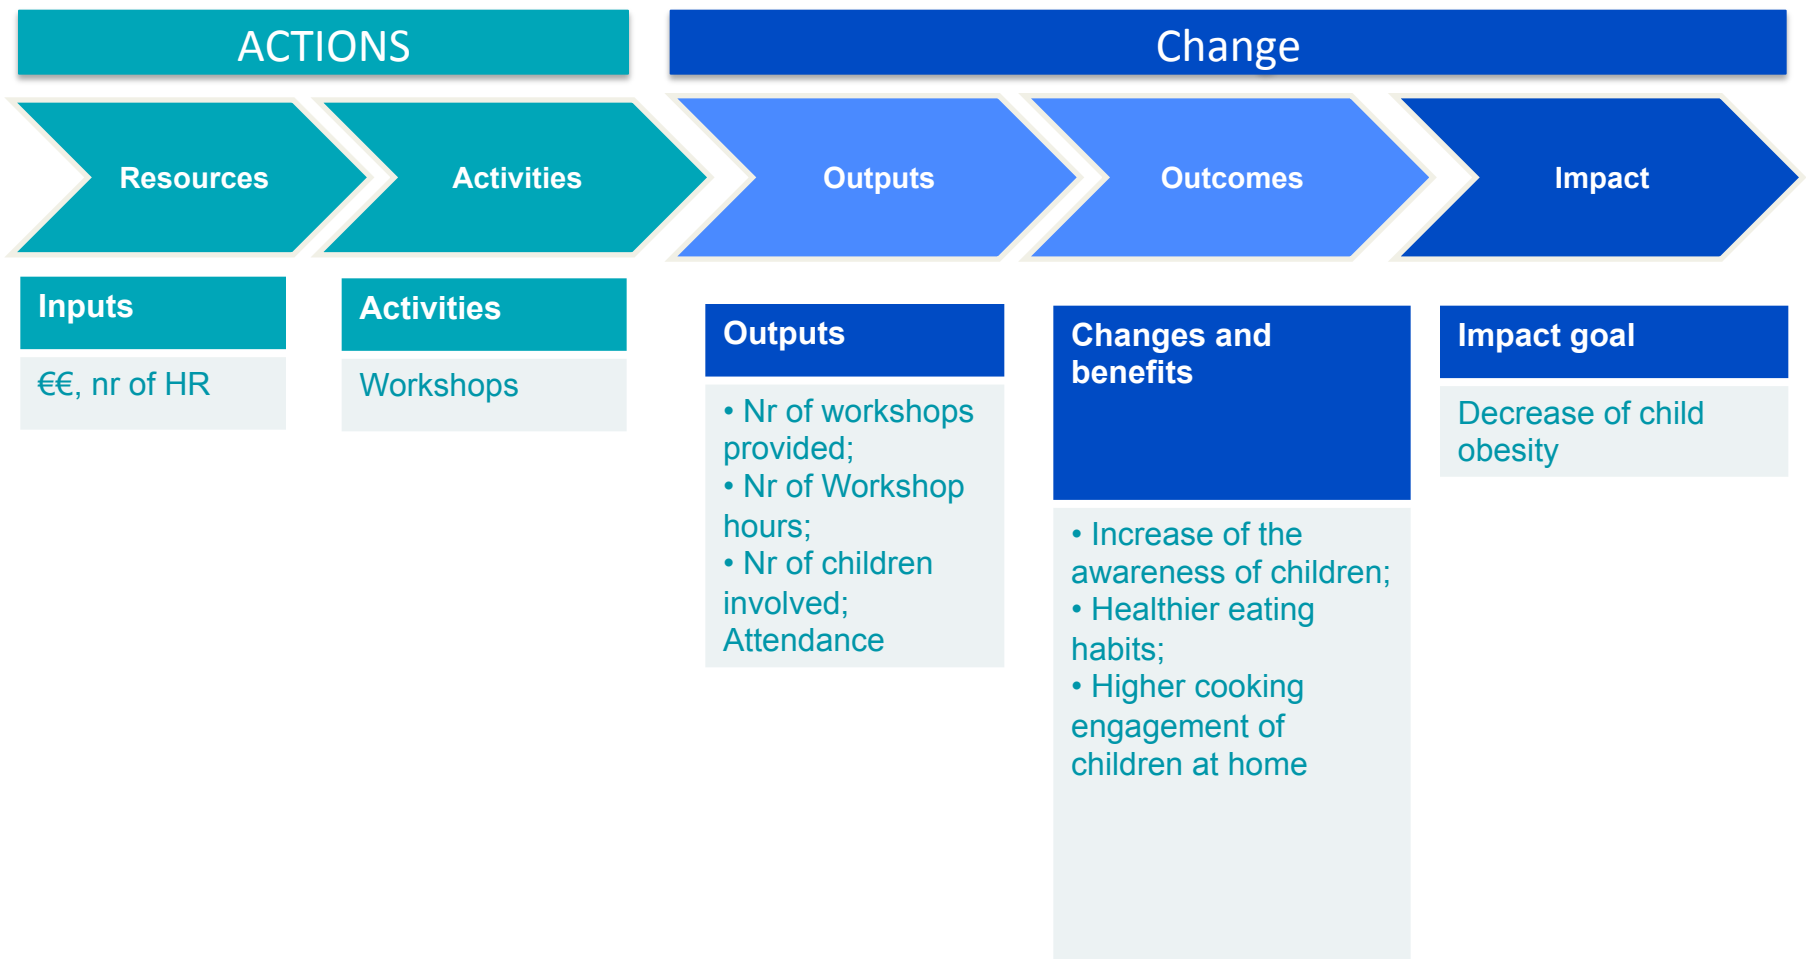 ACTIONS
Change
Resources
Activities
Outputs
Outcomes
Impact
Inputs
€€, nr of HR
Activities
Workshops
Outputs
• Nr of workshops
provided;
• Nr of Workshop
hours;
• Nr of children
involved;
Attendance
Changes and
benefits
• Increase of the
awareness of children;
• Healthier eating
habits;
• Higher cooking
engagement of
children at home
Impact goal
Decrease of child
obesity